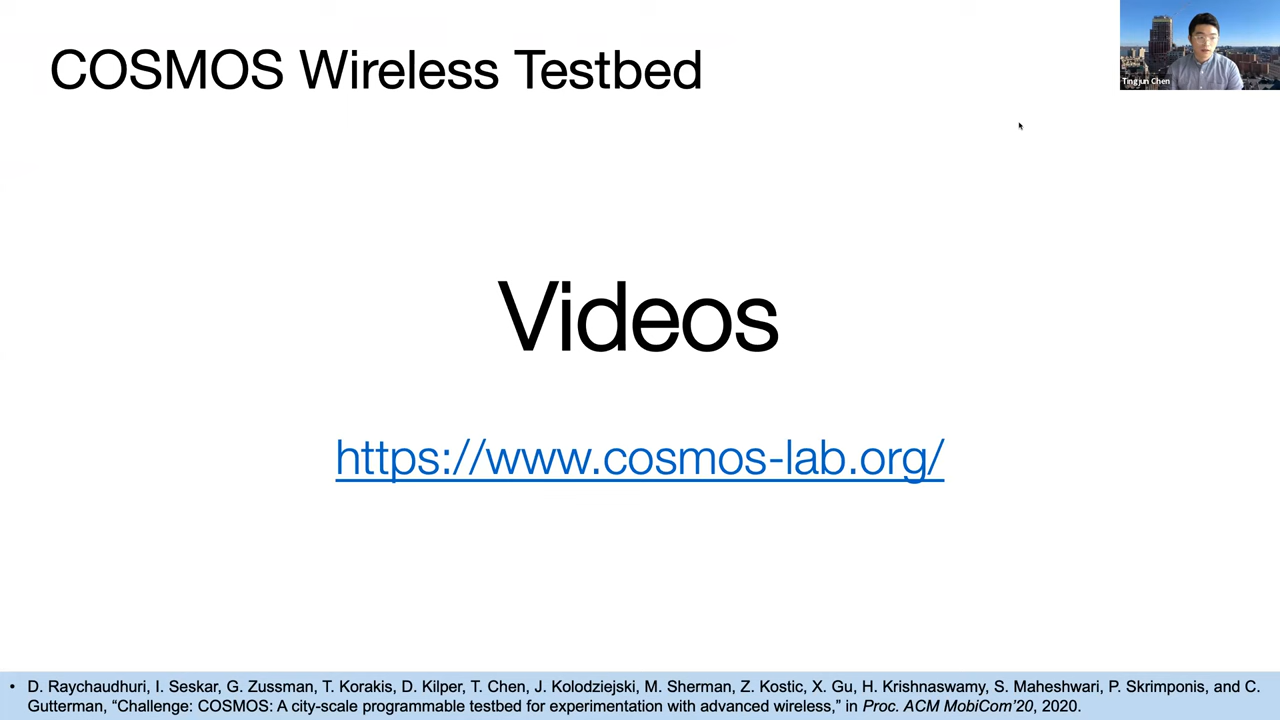 COSMOS Wireless Testbed
Tingjun Chen
Videos
https://www.cosmos-lab.org/
• D. Raychaudhuri, I. Seskar, G. Zussman, T. Korakis, D. Kilper, T. Chen, J. Kolodziejski, M. Sherman, Z. Kostic, X. Gu, H. Krishnaswamy, S. Maheshwari, P. Skrimponis, and C.
Gutterman, “Challenge: COSMOS: A city-scale programmable testbed for experimentation with advanced wireless,” in Proc. ACM MobiCom’20, 2020.